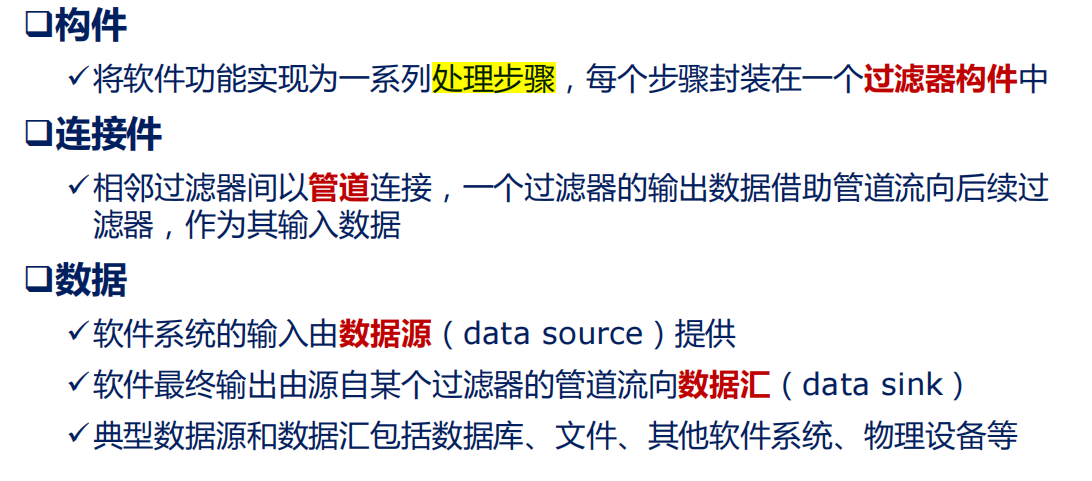 ❑构件
✓将软件功能实现为一系列处理步骤，每个步骤封装在一个过滤器构件中
❑连接件
✓相邻过滤器间以管道连接，一个过滤器的输出数据借助管道流向后续过
滤器，作为其输入数据
❑数据
✓软件系统的输入由数据源（data source）提供
✓软件最终输出由源自某个过滤器的管道流向数据汇（data sink）
✓典型数据源和数据汇包括数据库、文件、其他软件系统、物理设备等